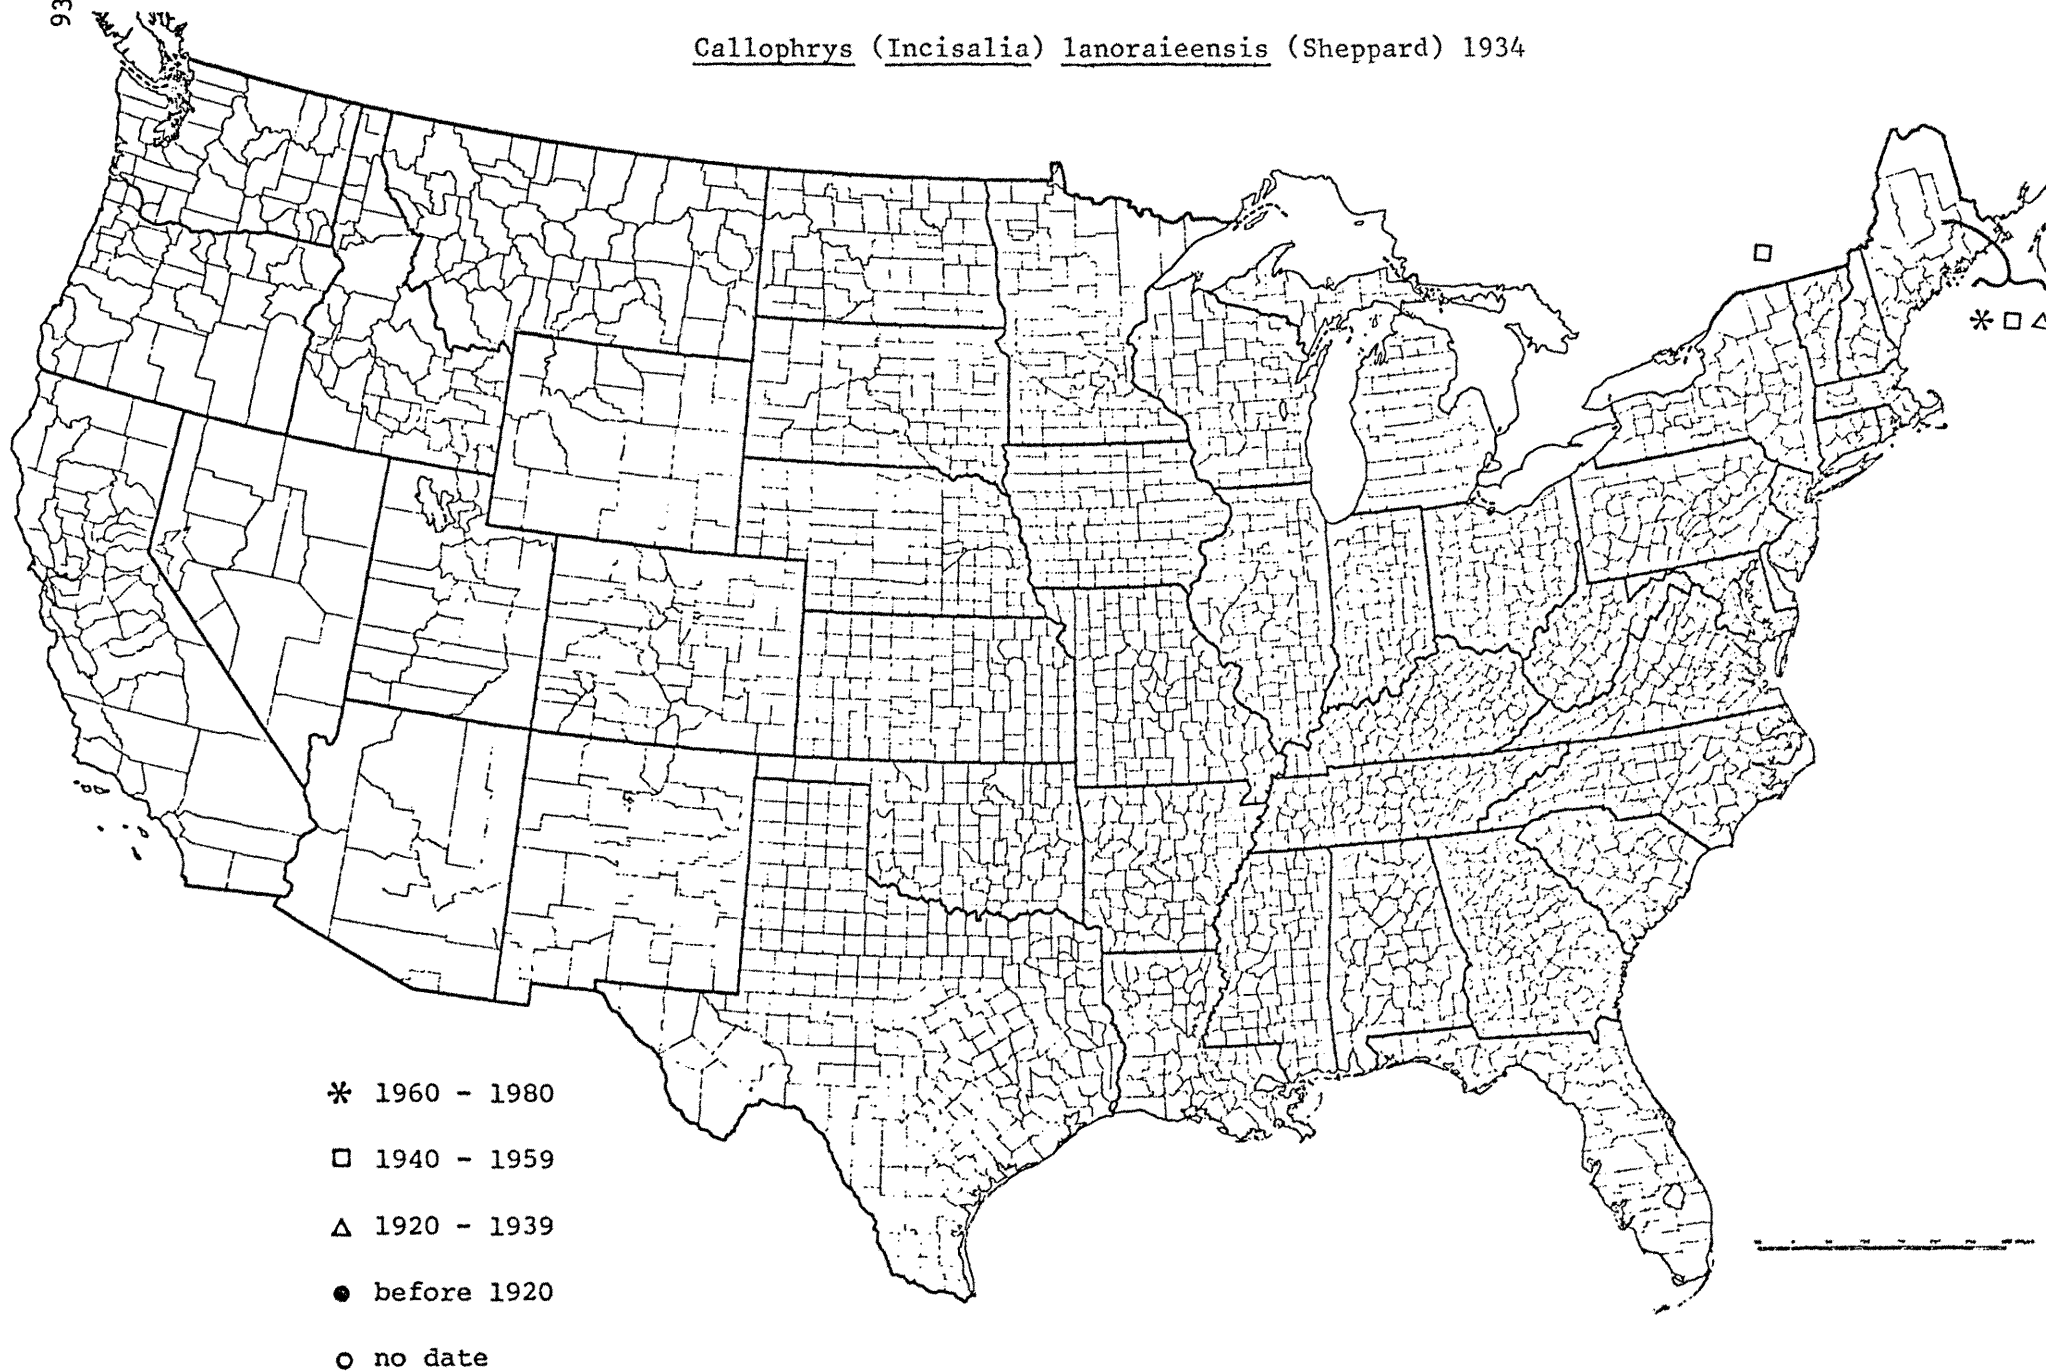 93
Callophrys (Incisalia) lanoraieensis (Sheppard) 1934
* 1960 - 1980
□ 1940 - 1959
△ 1920 - 1939
● before 1920
○ no date